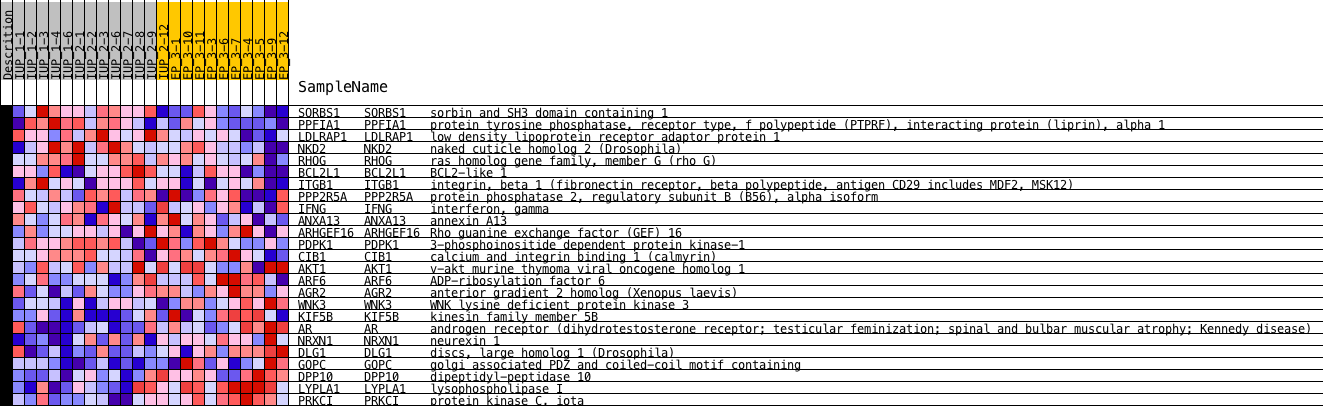 Descrition
IUP_1-1
IUP_1-2
IUP_1-3
IUP_1-4
IUP_1-6
IUP_2-1
IUP_2-2
IUP_2-3
IUP_2-6
IUP_2-7
IUP_2-8
IUP_2-9
IUP_2-12
EP_3-1
EP_3-10
EP_3-11
EP_3-3
EP_3-6
EP_3-7
EP_3-4
EP_3-5
EP_3-9
EP_3-12
SampleName
SORBS1 SORBS1 sorbin and SH3 domain containing 1
PPFIA1 PPFIA1 protein tyrosine phosphatase, receptor type, f polypeptide (PTPRF), interacting protein (liprin), alpha 1
LDLRAP1 LDLRAP1 low density lipoprotein receptor adaptor protein 1
NKD2 NKD2 naked cuticle homolog 2 (Drosophila)
RHOG RHOG ras homolog gene family, member G (rho G)
BCL2L1 BCL2L1 BCL2-like 1
ITGB1 ITGB1 integrin, beta 1 (fibronectin receptor, beta polypeptide, antigen CD29 includes MDF2, MSK12)
PPP2R5A PPP2R5A protein phosphatase 2, regulatory subunit B (B56), alpha isoform
IFNG IFNG interferon, gamma
ANXA13 ANXA13 annexin A13
ARHGEF16 ARHGEF16 Rho guanine exchange factor (GEF) 16
PDPK1 PDPK1 3-phosphoinositide dependent protein kinase-1
CIB1 CIB1 calcium and integrin binding 1 (calmyrin)
AKT1 AKT1 v-akt murine thymoma viral oncogene homolog 1
ARF6 ARF6 ADP-ribosylation factor 6
AGR2 AGR2 anterior gradient 2 homolog (Xenopus laevis)
WNK3 WNK3 WNK lysine deficient protein kinase 3
KIF5B KIF5B kinesin family member 5B
AR AR androgen receptor (dihydrotestosterone receptor; testicular feminization; spinal and bulbar muscular atrophy; Kennedy disease)
NRXN1 NRXN1 neurexin 1
DLG1 DLG1 discs, large homolog 1 (Drosophila)
GOPC GOPC golgi associated PDZ and coiled-coil motif containing
DPP10 DPP10 dipeptidyl-peptidase 10
LYPLA1 LYPLA1 lysophospholipase I
PRKCI PRKCI protein kinase C, iota